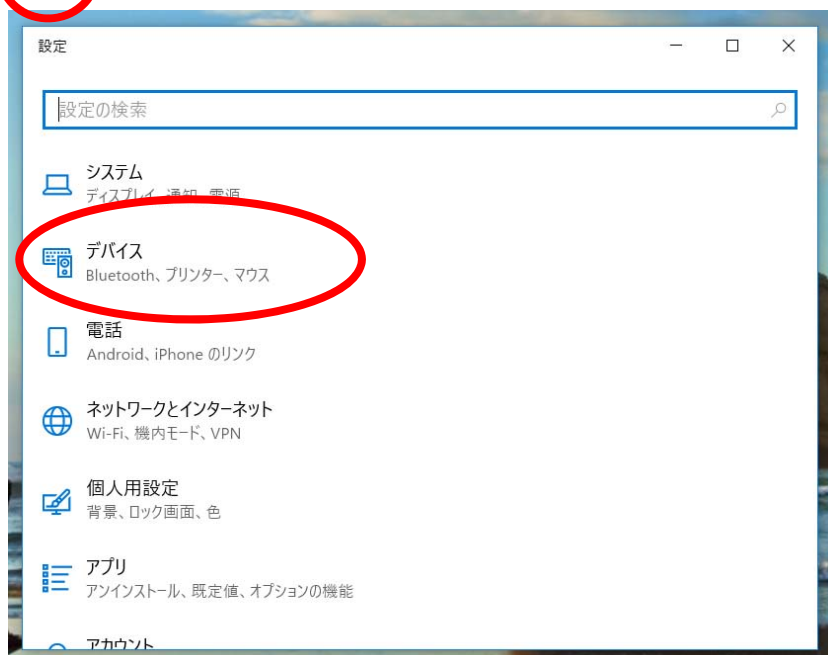 設定
設定の検索
システム
ディスプレイ、通知、電源
デバイス
Bluetooth、プリンター、マウス
電話
Android、iPhone のリンク
ネットワークとインターネット
Wi-Fi、機内モード、VPN
個人用設定
背景、ロック画面、色
アプリ
アンインストール、既定値、オプションの機能
アカウント